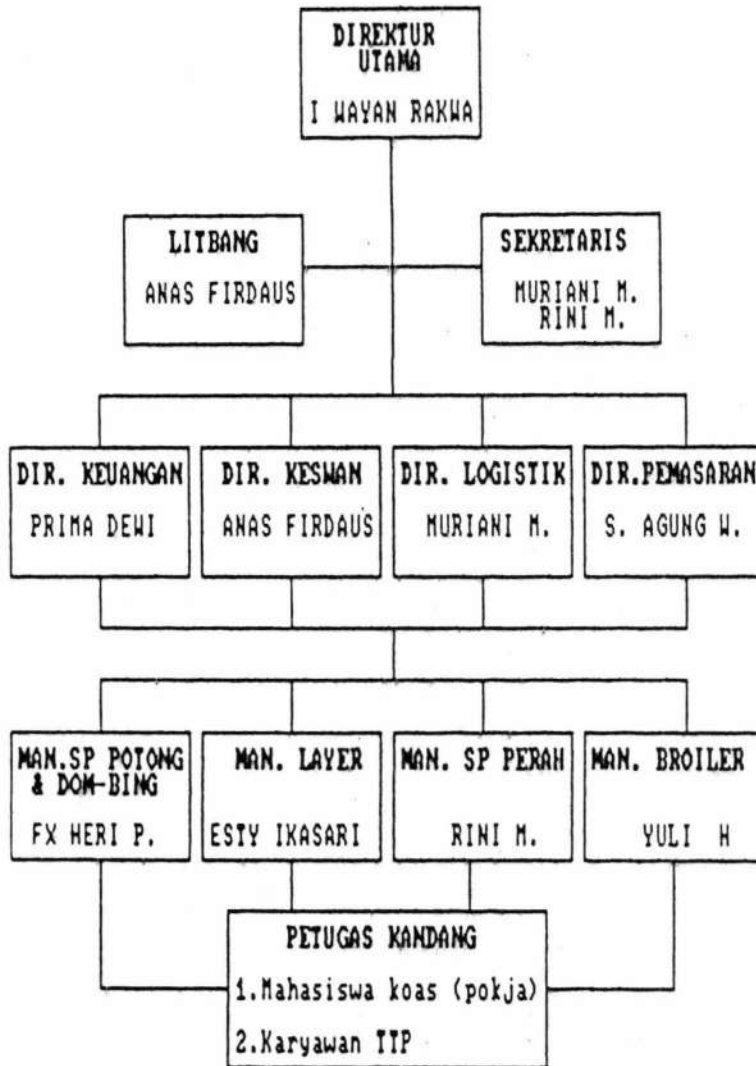 DIREKTUR
UTAMA
I WAYAN RAKWA
LITBANG
ANAS FIRDAUS
SEKRETARIS
MURIANI M.
RINI M.
DIR. KEUANGAN
PRIMA DEWI
DIR. KESWAN
ANAS FIRDAUS
DIR. LOGISTIK
MURIANI M.
DIR.PEMASARAN
S. AGUNG W.
MAN.SP POTONG
& DOM-BING
FX HERI P.
MAN. LAYER
ESTY IKASARI
MAN. SP PERAH
RINI M.
MAN. BROILER
YULI H
PETUGAS KANDANG
1.Mahasiswa koas (pokja)
2.Karyawan TTP